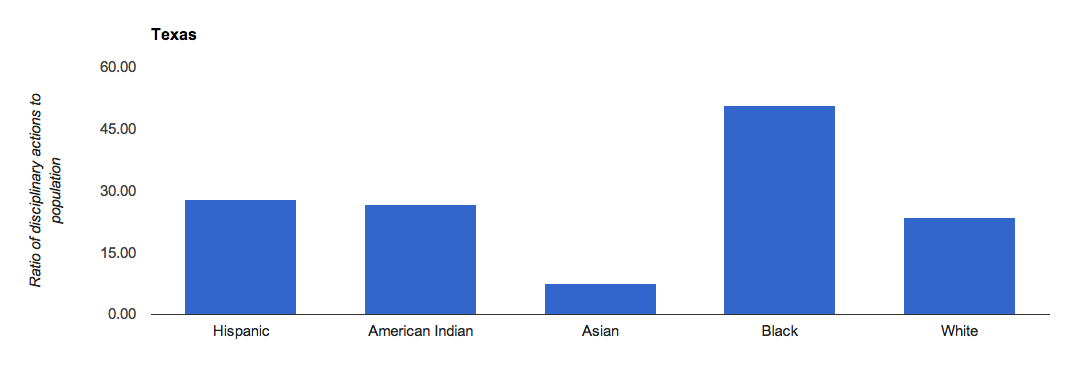 Texas
Ratio of disciplinary actions to
population
60.00
45.00
30.00
15.00
0.00
Hispanic
American Indian
Asian
Black
White